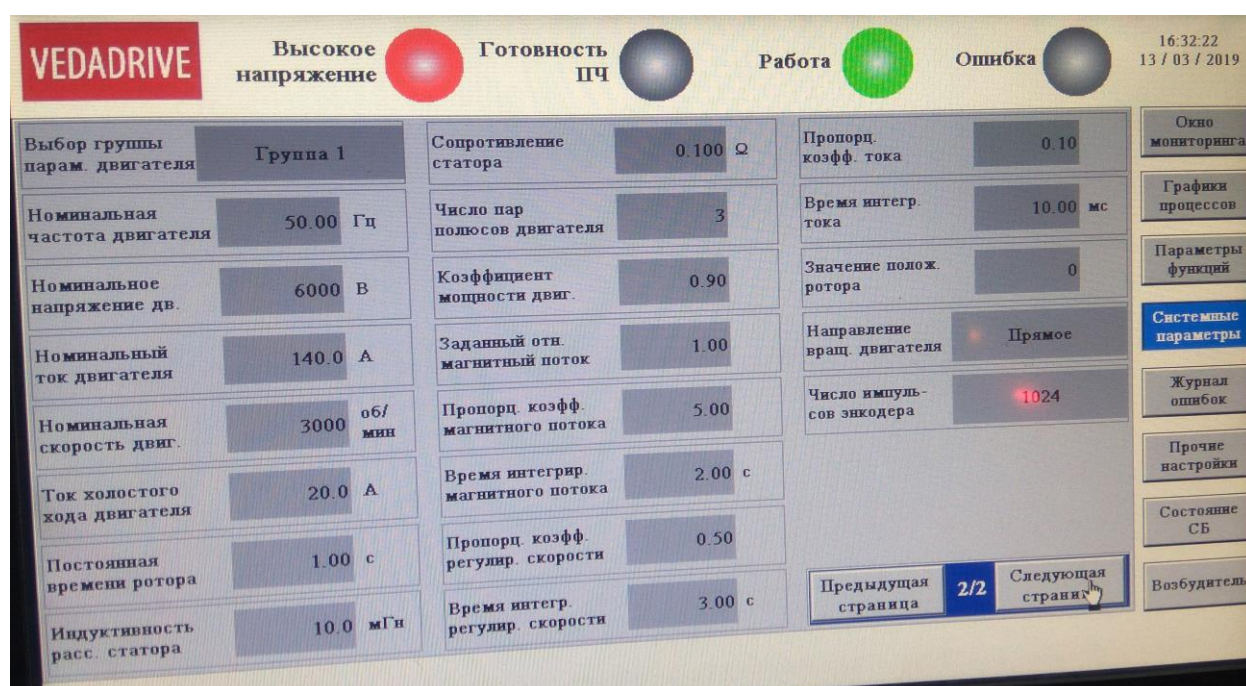 VEDADRIVE
Высокое
напряжение
Готовность
ПЧ
Работа
Ошибка
16:32:22
13 / 03 / 2019
Выбор группы
парам. двигателя
Группа 1
Номинальная
частота двигателя
50.00 Гц
Номинальное
напряжение дв.
6000 В
Номинальный
ток двигателя
140.0 А
Номинальная
скорость двиг.
3000 об/
мин
Ток холостого
хода двигателя
20.0 А
Постоянная
времени ротора
1.00 с
Индуктивность
расс. статора
10.0 мГн
Сопротивление
статора
0.100 Ω
Число пар
полюсов двигателя
3
Коэффициент
мощности двиг.
0.90
Заданный отн.
магнитный поток
1.00
Пропорц. коэфф.
магнитного потока
5.00
Время интегрир.
магнитного потока
2.00 с
Пропорц. коэфф.
регулир. скорости
0.50
Время интегр.
регулир. скорости
3.00 с
Пропорц.
коэфф. тока
0.10
Время интегр.
тока
10.00 мс
Значение полож.
ротора
0
Направление
вращ. двигателя
Прямое
Число импуль-
сов энкодера
1024
Предыдущая
страница
2/2
Следующая
Окно
мониторинга
Графики
процессов
Параметры
функций
Системные
параметры
Журнал
ошибок
Прочие
настройки
Состояние
СБ
Возбудитель